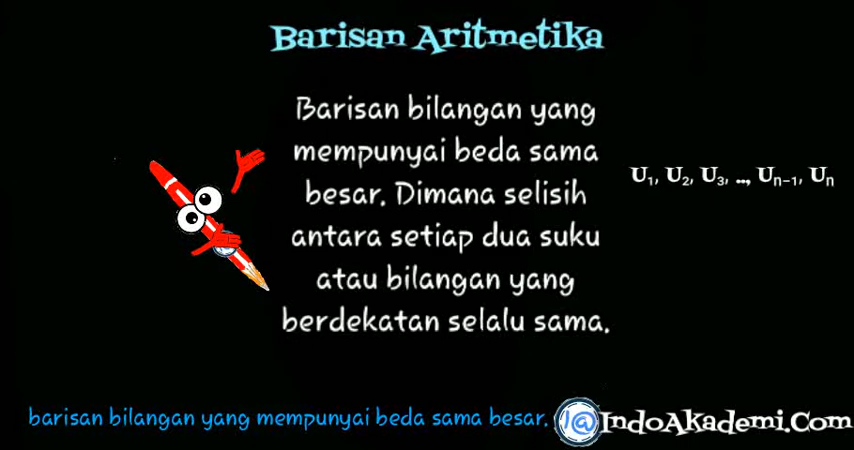 Barisan Aritmetika
Barisan bilangan yang
mempunyai beda sama
besar. Dimana selisih
antara setiap dua suku
atau bilangan yang
berdekatan selalu sama.
U₁, U₂, U₃, ..., Uₙ₋₁, Uₙ
barisan bilangan yang mempunyai beda sama besar.
I@IndoAkademi.Com